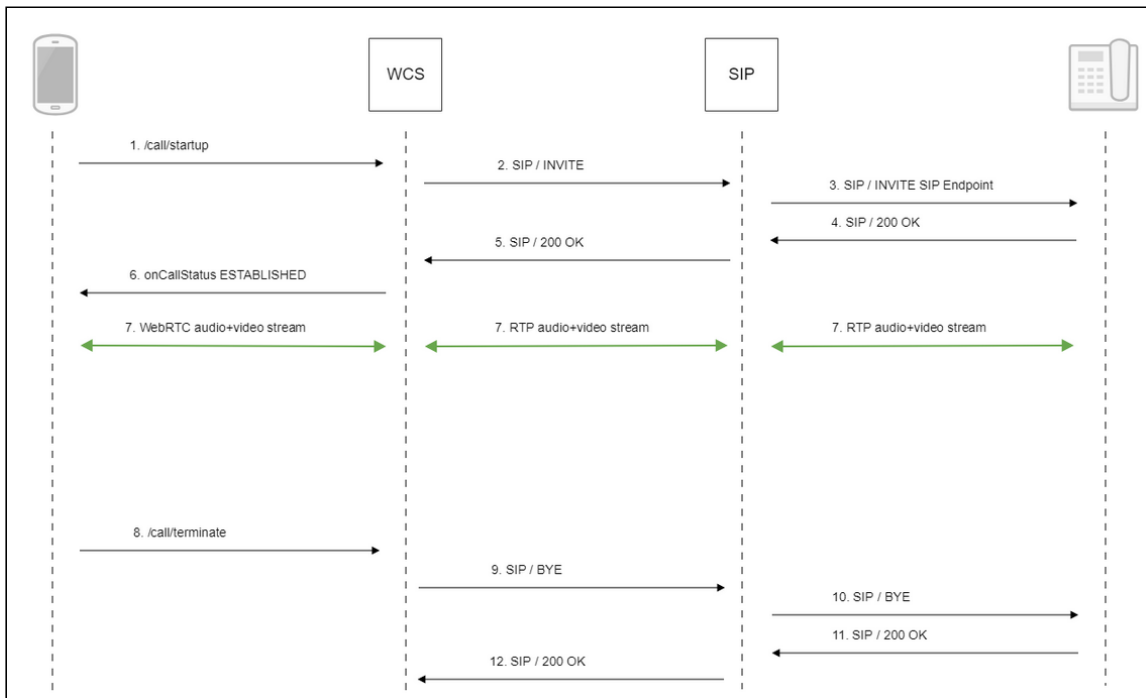 WCS
SIP
1. /call/startup
2. SIP / INVITE
3. SIP / INVITE SIP Endpoint
4. SIP / 200 OK
5. SIP / 200 OK
6. onCallStatus ESTABLISHED
7. WebRTC audio+video stream
7. RTP audio+video stream
7. RTP audio+video stream
8. /call/terminate
9. SIP / BYE
10. SIP / BYE
11. SIP / 200 OK
12. SIP / 200 OK